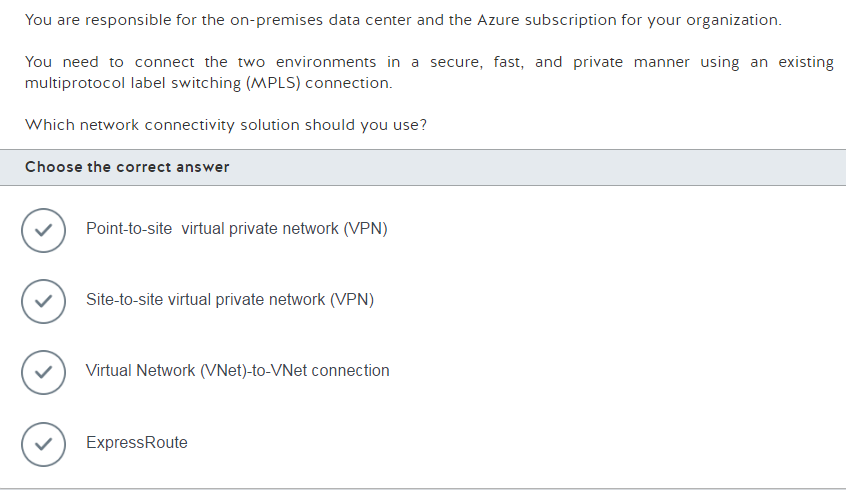 You are responsible for the on-premises data center and the Azure subscription for your organization.
You need to connect the two environments in a secure, fast, and private manner using an existing
multiprotocol label switching (MPLS) connection.
Which network connectivity solution should you use?
Choose the correct answer
Point-to-site virtual private network (VPN)
Site-to-site virtual private network (VPN)
Virtual Network (VNet)-to-VNet connection
ExpressRoute